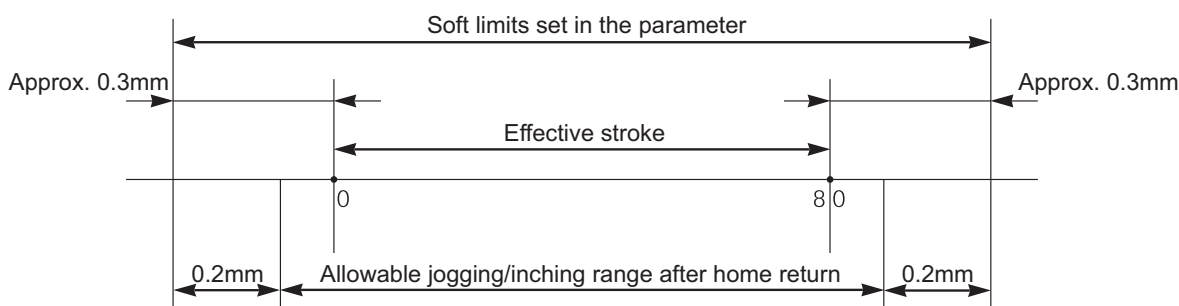 Soft limits set in the parameter
Approx. 0.3mm
Approx. 0.3mm
Effective stroke
0
80
0.2mm
Allowable jogging/inching range after home return
0.2mm